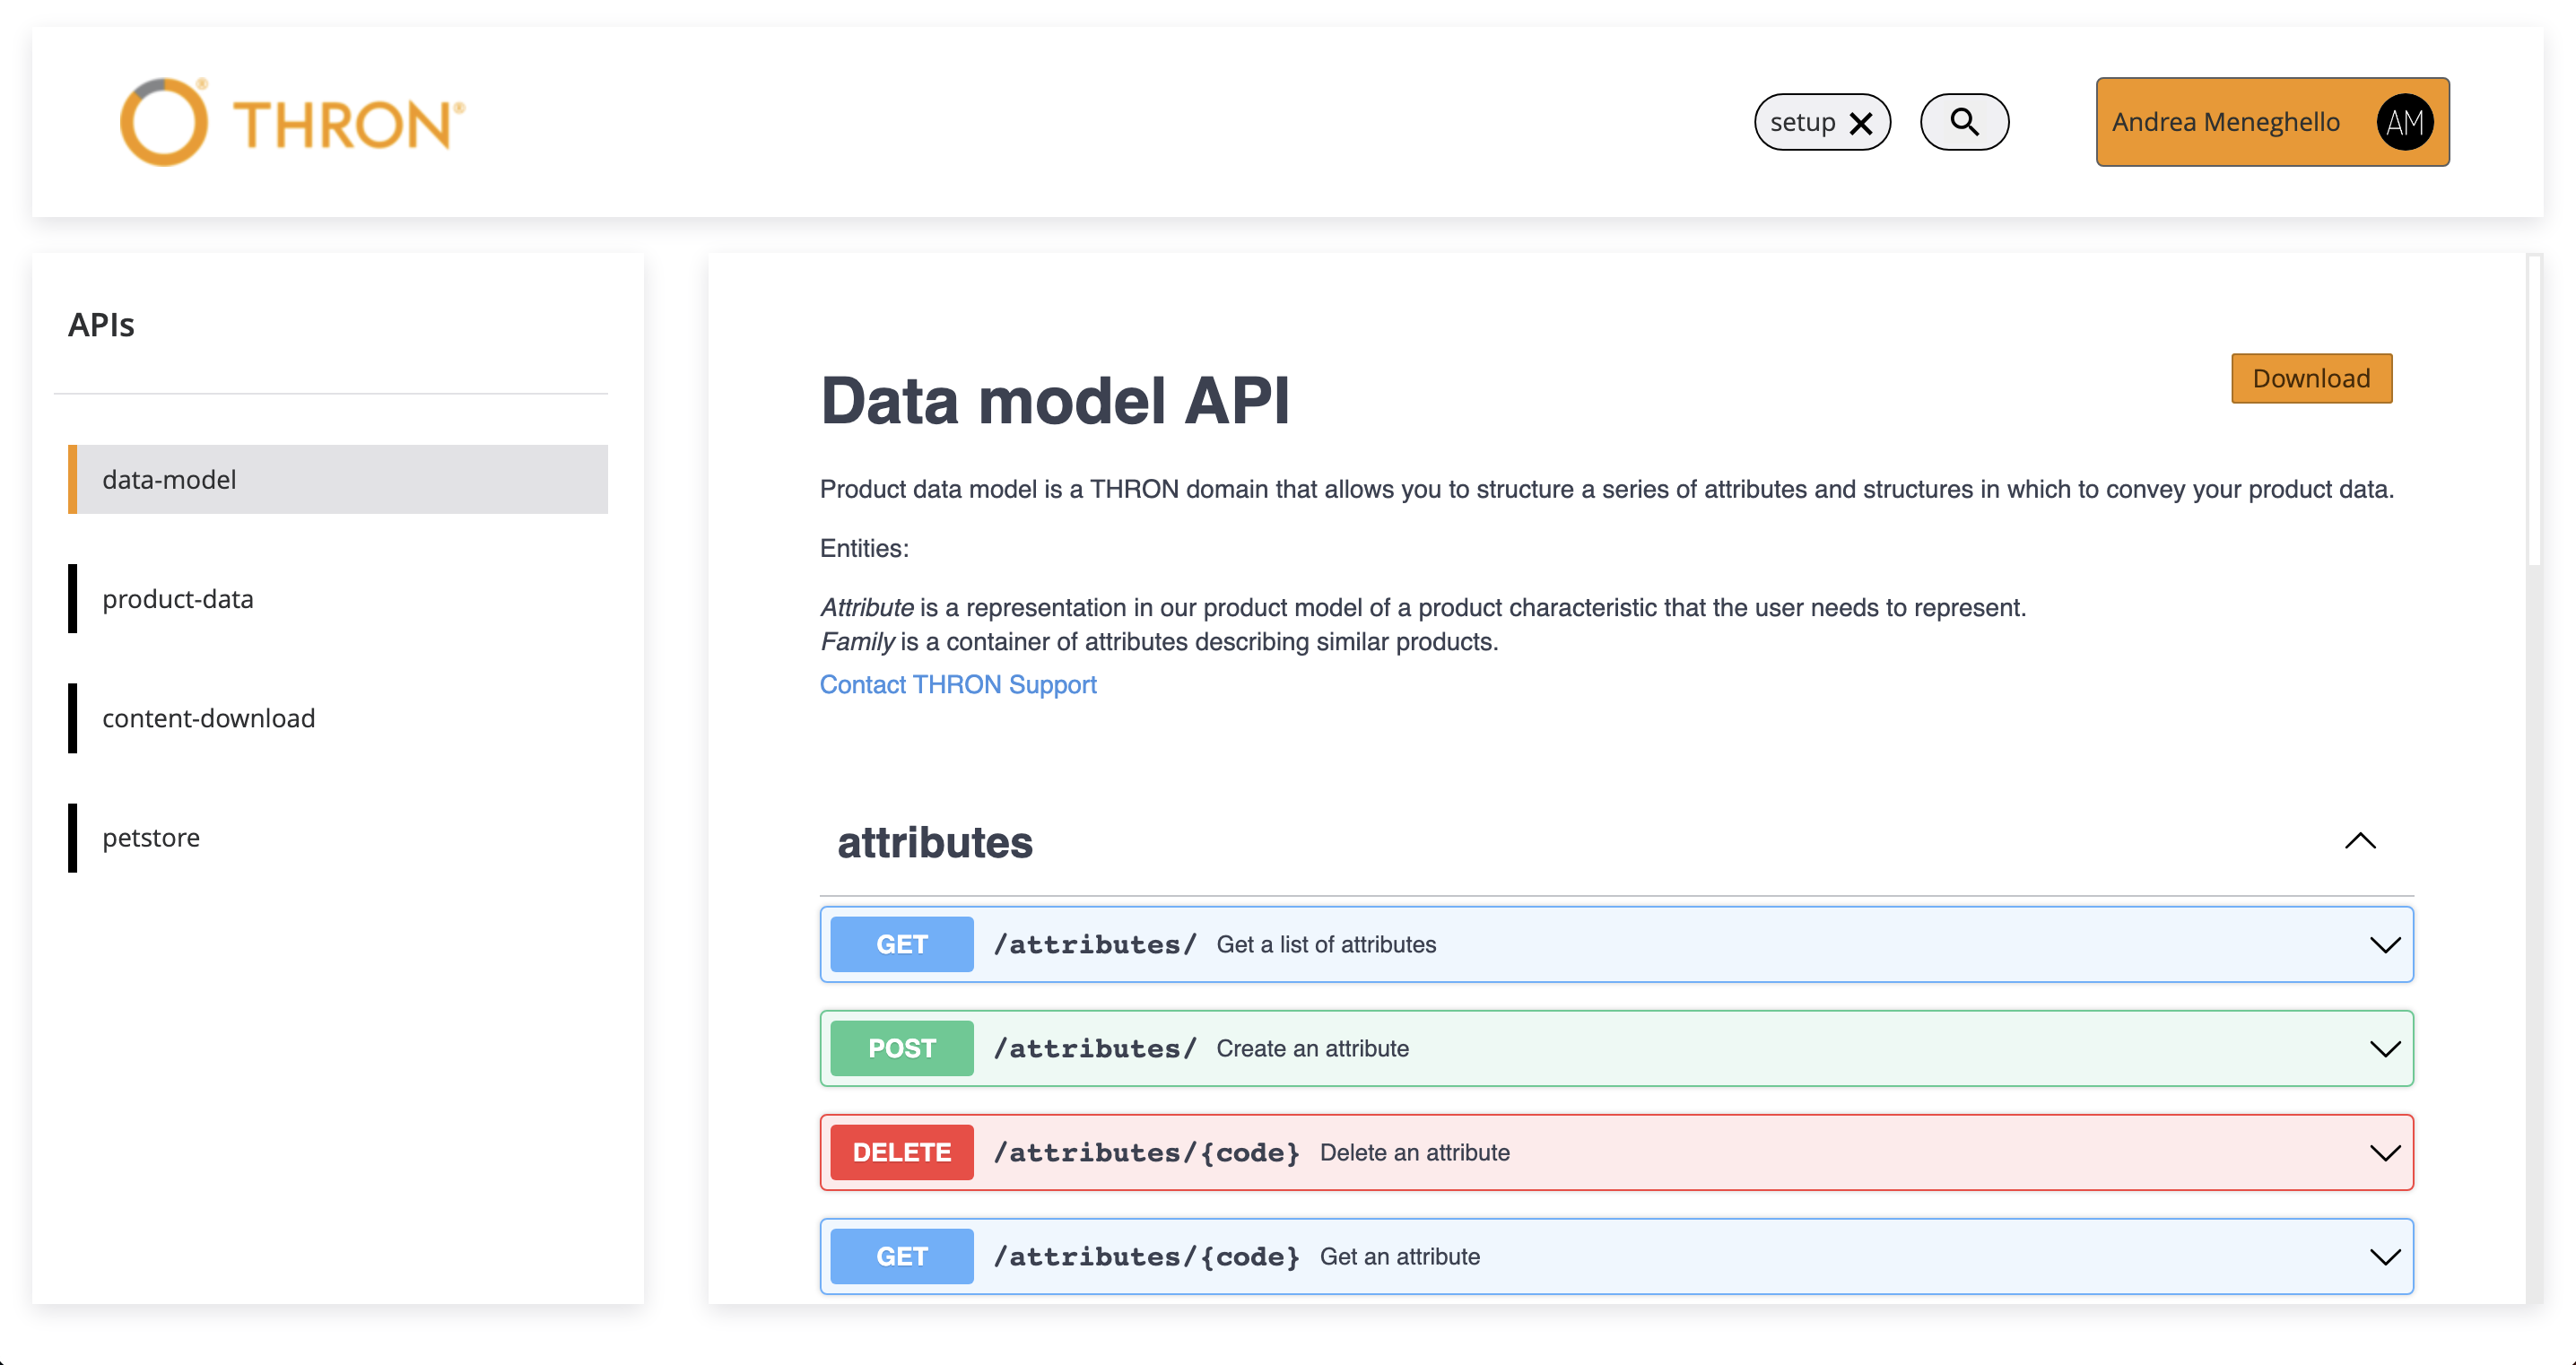 THRON®
setup
Andrea Meneghello AM
APIs
data-model
product-data
content-download
petstore
Data model API
Download
Product data model is a THRON domain that allows you to structure a series of attributes and structures in which to convey your product data.
Entities:
Attribute is a representation in our product model of a product characteristic that the user needs to represent.
Family is a container of attributes describing similar products.
Contact THRON Support
attributes
GET /attributes/ Get a list of attributes
POST /attributes/ Create an attribute
DELETE /attributes/{code} Delete an attribute
GET /attributes/{code} Get an attribute